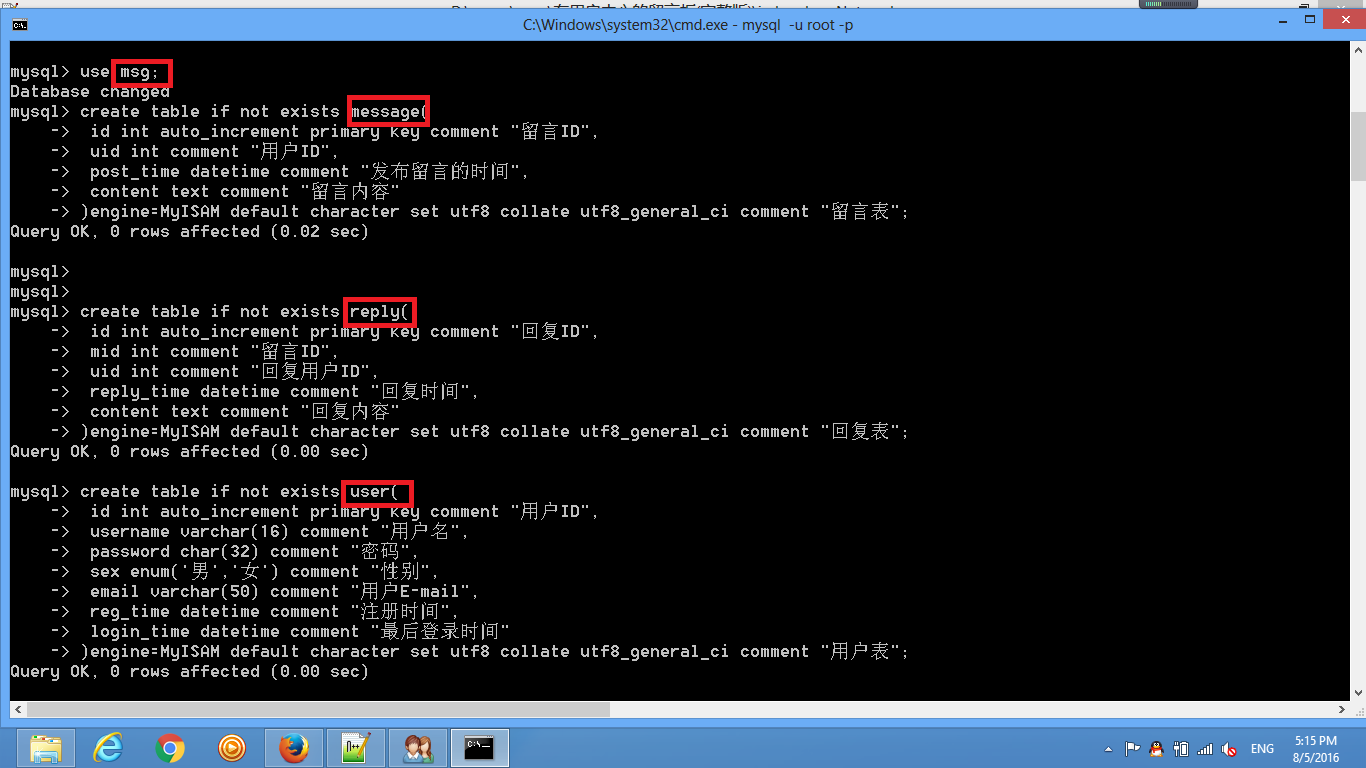 C:\Windows\system32\cmd.exe - mysql -u root -p
mysql> use msg;
Database changed
mysql> create table if not exists message(
    ->  id int auto_increment primary key comment "留言ID",
    ->  uid int comment "用户ID",
    ->  post_time datetime comment "发布留言的时间",
    ->  content text comment "留言内容"
    -> )engine=MyISAM default character set utf8 collate utf8_general_ci comment "留言表";
Query OK, 0 rows affected (0.02 sec)
mysql>
mysql>
mysql> create table if not exists reply(
    ->  id int auto_increment primary key comment "回复ID",
    ->  mid int comment "留言ID",
    ->  uid int comment "回复用户ID",
    ->  reply_time datetime comment "回复时间",
    ->  content text comment "回复内容"
    -> )engine=MyISAM default character set utf8 collate utf8_general_ci comment "回复表";
Query OK, 0 rows affected (0.00 sec)
mysql> create table if not exists user(
    ->  id int auto_increment primary key comment "用户ID",
    ->  username varchar(16) comment "用户名",
    ->  password char(32) comment "密码",
    ->  sex enum('男','女') comment "性别",
    ->  email varchar(50) comment "用户E-mail",
    ->  reg_time datetime comment "注册时间",
    ->  login_time datetime comment "最后登录时间"
    -> )engine=MyISAM default character set utf8 collate utf8_general_ci comment "用户表";
Query OK, 0 rows affected (0.00 sec)
ENG
5:15 PM
8/5/2016